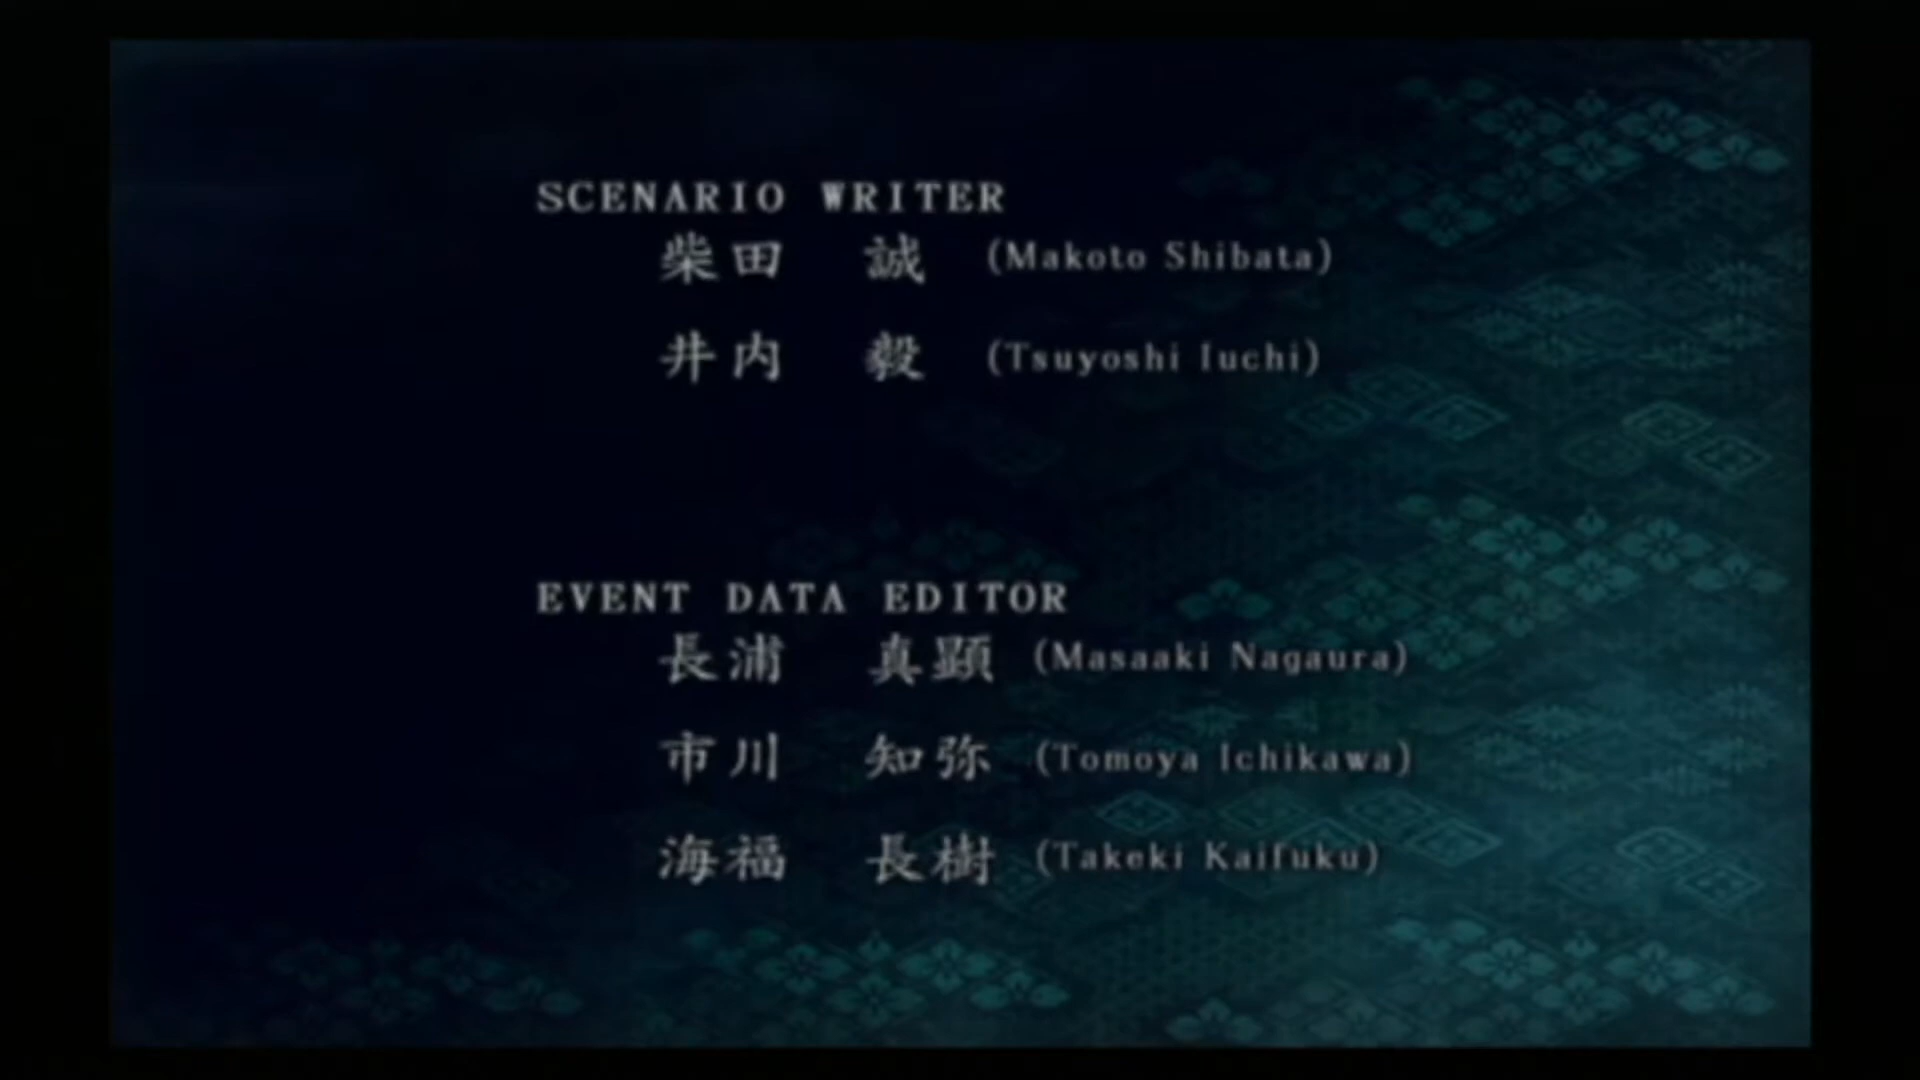 SCENARIO WRITER
柴田　誠 (Makoto Shibata)
井内　毅 (Tsuyoshi Iuchi)
EVENT DATA EDITOR
長浦　真顕 (Masaaki Nagaura)
市川　知弥 (Tomoya Ichikawa)
海福　長樹 (Takeki Kaifuku)